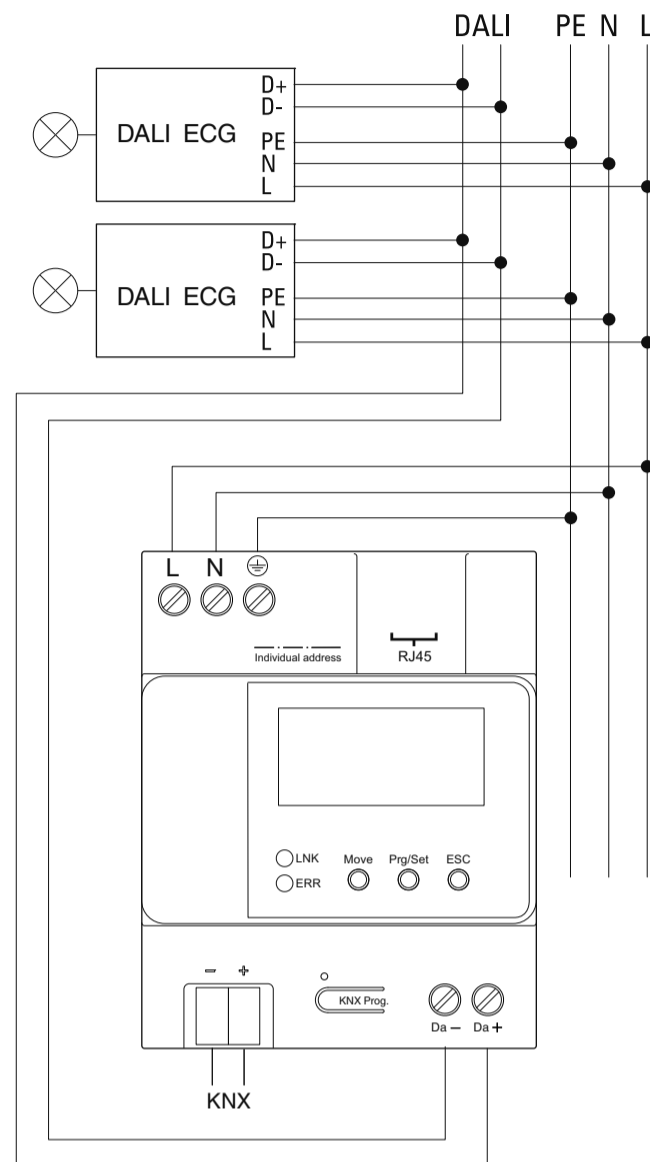 DALI PE N L
D+
D-
DALI ECG
PE
N
L
D+
D-
DALI ECG
PE
N
L
L N
Individual address
RJ45
LNK Move Prg/Set ESC
ERR
- +
KNX Prog.
Da - Da +
KNX